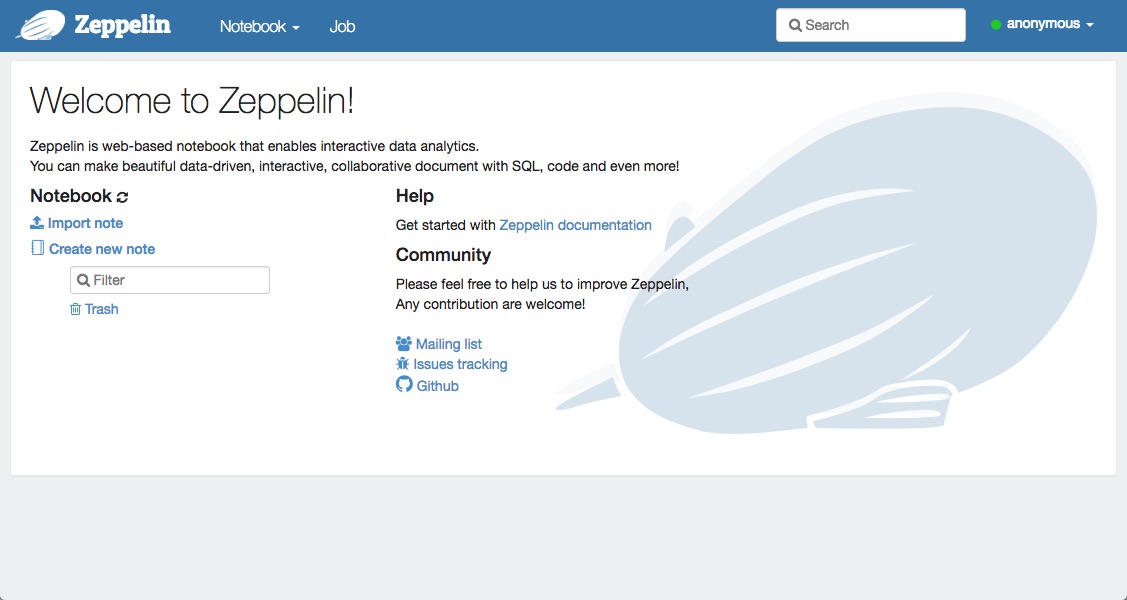 Zeppelin
Notebook
Job
Search
anonymous
Welcome to Zeppelin!
Zeppelin is web-based notebook that enables interactive data analytics.
You can make beautiful data-driven, interactive, collaborative document with SQL, code and even more!
Notebook
Import note
Create new note
Filter
Trash
Help
Get started with Zeppelin documentation
Community
Please feel free to help us to improve Zeppelin,
Any contribution are welcome!
Mailing list
Issues tracking
Github